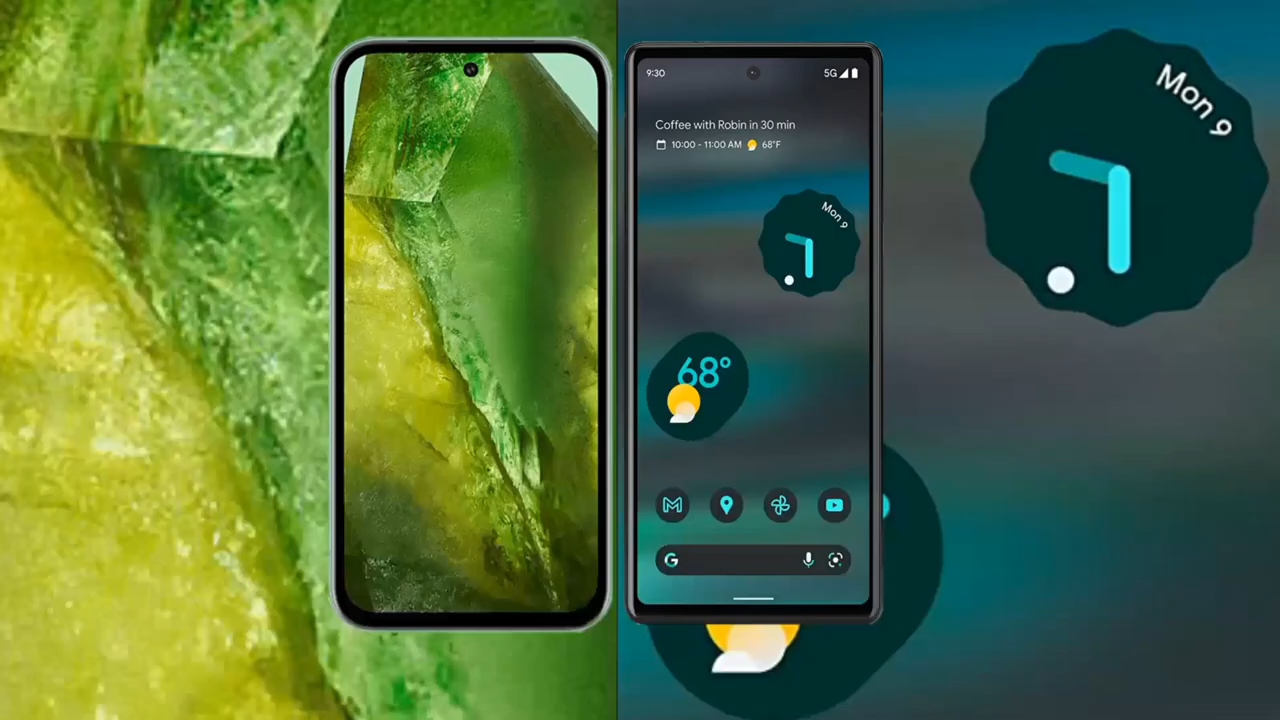 9:30
5G
Coffee with Robin in 30 min
10:00 - 11:00 AM 68°F
Mon 9
68°
Mon 9